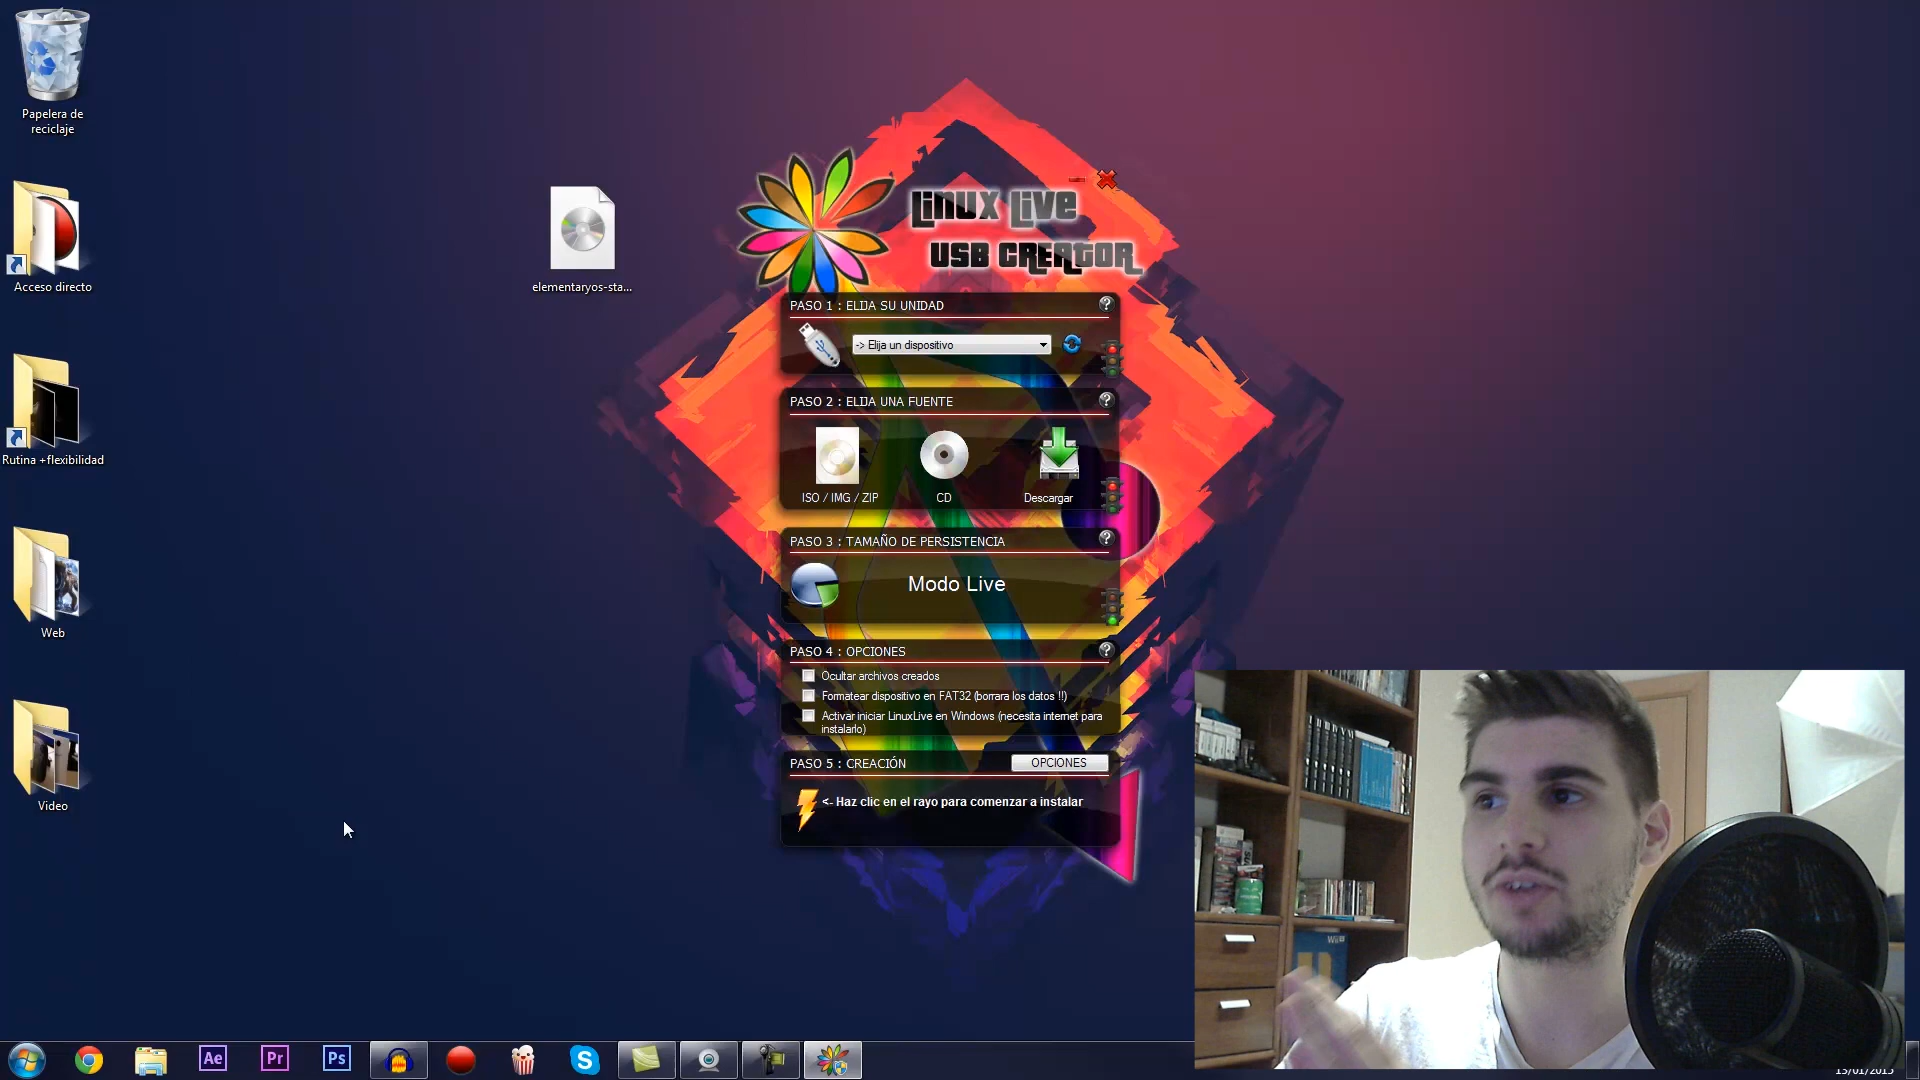 Papelera de
reciclaje
Acceso directo
Rutina +flexibilidad
Web
Video
elementaryos-sta...
Linux Live
USB Creator
PASO 1 : ELIJA SU UNIDAD
?
-> Elija un dispositivo
PASO 2 : ELIJA UNA FUENTE
?
ISO / IMG / ZIP
CD
Descargar
PASO 3 : TAMAÑO DE PERSISTENCIA
?
Modo Live
PASO 4 : OPCIONES
?
Ocultar archivos creados
Formatear dispositivo en FAT32 (borrara los datos !!)
Activar iniciar LinuxLive en Windows (necesita internet para
instalarlo)
PASO 5 : CREACIÓN
OPCIONES
<- Haz clic en el rayo para comenzar a instalar
Wii U
Ae
Pr
Ps
S
13/01/2015